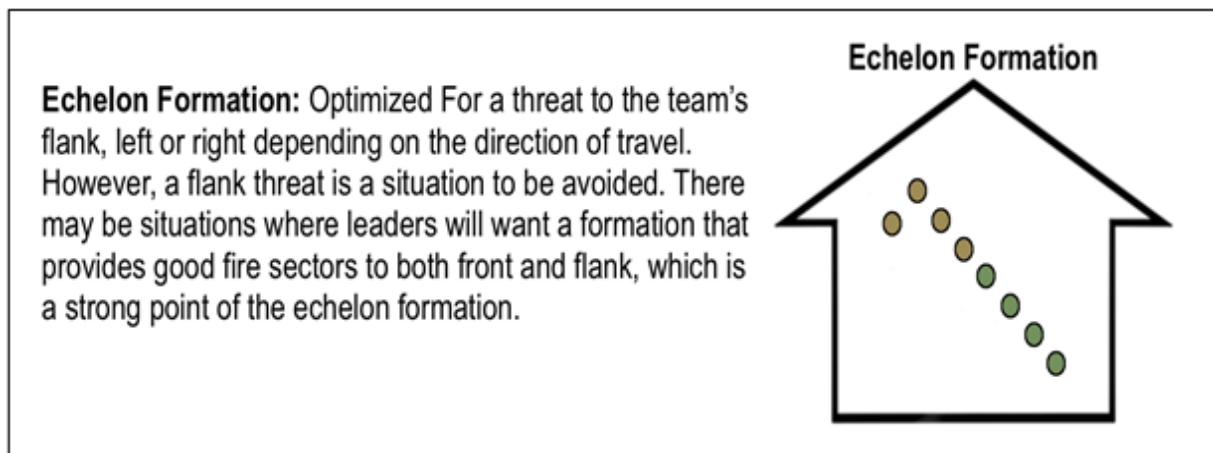 Echelon Formation
Echelon Formation: Optimized For a threat to the team's
flank, left or right depending on the direction of travel.
However, a flank threat is a situation to be avoided. There
may be situations where leaders will want a formation that
provides good fire sectors to both front and flank, which is
a strong point of the echelon formation.